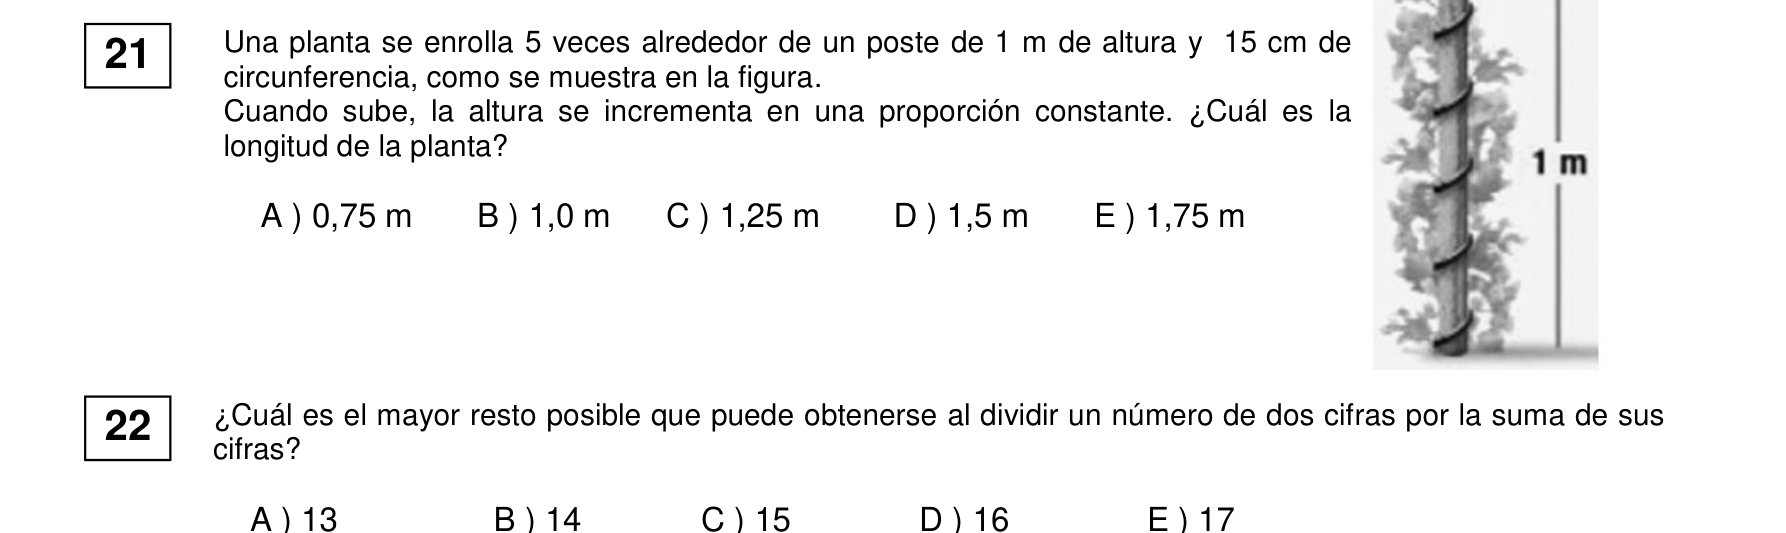 21
Una planta se enrolla 5 veces alrededor de un poste de 1 m de altura y 15 cm de
circunferencia, como se muestra en la figura.
Cuando sube, la altura se incrementa en una proporción constante. ¿Cuál es la
longitud de la planta?
A ) 0,75 m B ) 1,0 m C ) 1,25 m D ) 1,5 m E ) 1,75 m
1 m
22
¿Cuál es el mayor resto posible que puede obtenerse al dividir un número de dos cifras por la suma de sus
cifras?
A ) 13 B ) 14 C ) 15 D ) 16 E ) 17